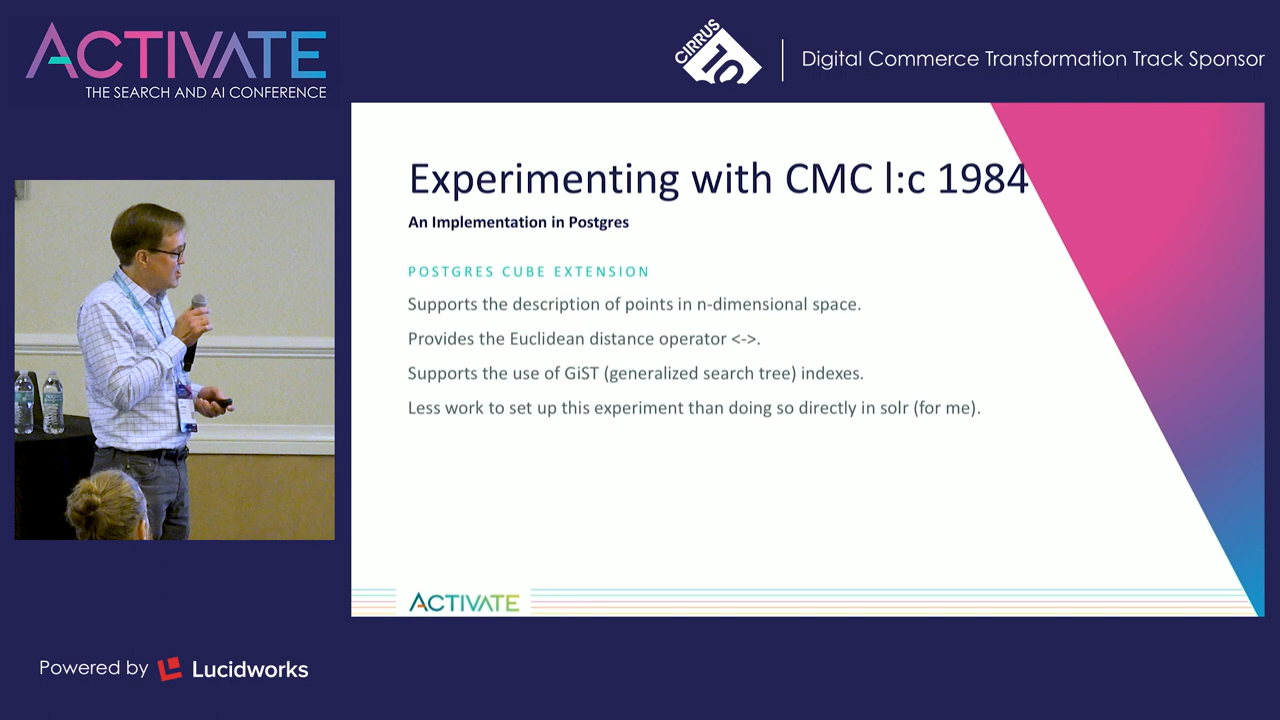 ACTIVATE
THE SEARCH AND AI CONFERENCE
CIRRUS
10
Digital Commerce Transformation Track Sponsor
Experimenting with CMC l:c 1984
An Implementation in Postgres
POSTGRES CUBE EXTENSION
Supports the description of points in n-dimensional space.
Provides the Euclidean distance operator <->.
Supports the use of GiST (generalized search tree) indexes.
Less work to set up this experiment than doing so directly in solr (for me).
ACTIVATE
Powered by Lucidworks